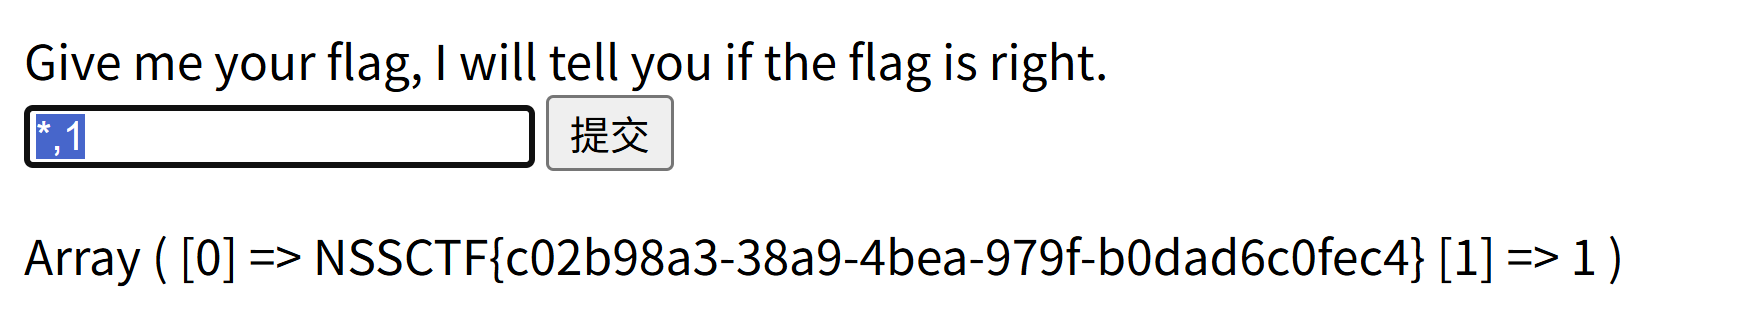 Give me your flag, I will tell you if the flag is right.
*,1 提交
Array ( [0] => NSSCTF{c02b98a3-38a9-4bea-979f-b0dad6c0fec4} [1] => 1 )